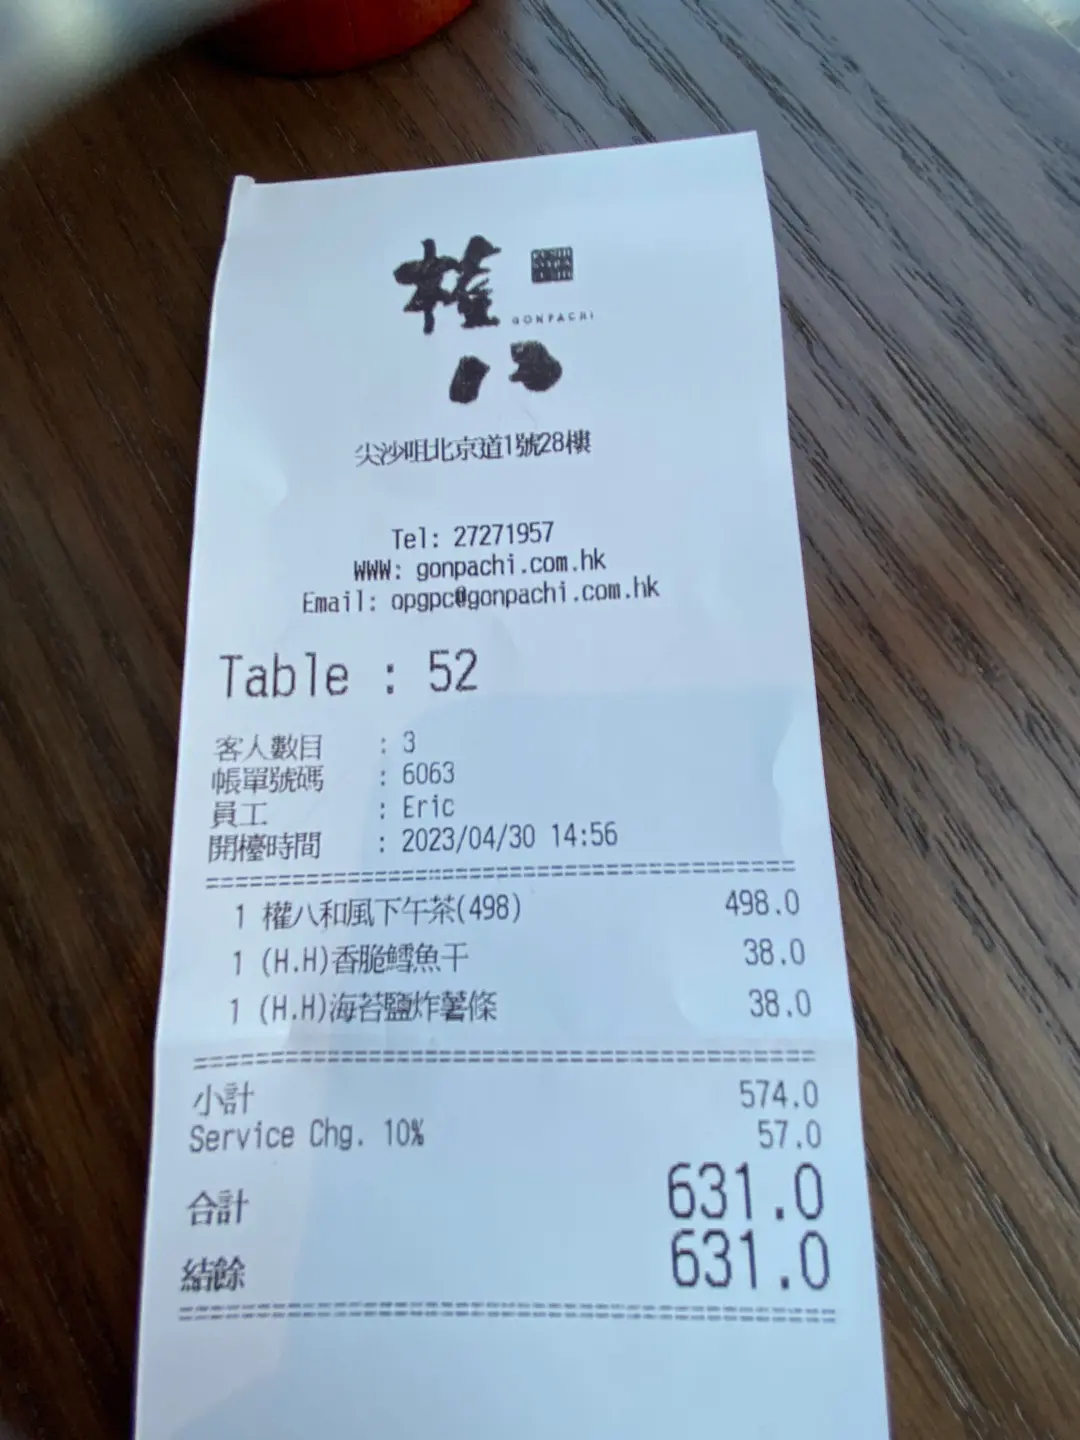 権八
GONPACHI
尖沙咀北京道1號28樓
Tel: 27271957
WWW: gonpachi.com.hk
Email: opgpc@gonpachi.com.hk
Table : 52
客人數目 : 3
帳單號碼 : 6063
員工 : Eric
開檯時間 : 2023/04/30 14:56
1 權八和風下午茶(498) 498.0
1 (H.H)香脆鱈魚干 38.0
1 (H.H)海苔鹽炸薯條 38.0
小計 574.0
Service Chg. 10% 57.0
合計 631.0
結餘 631.0